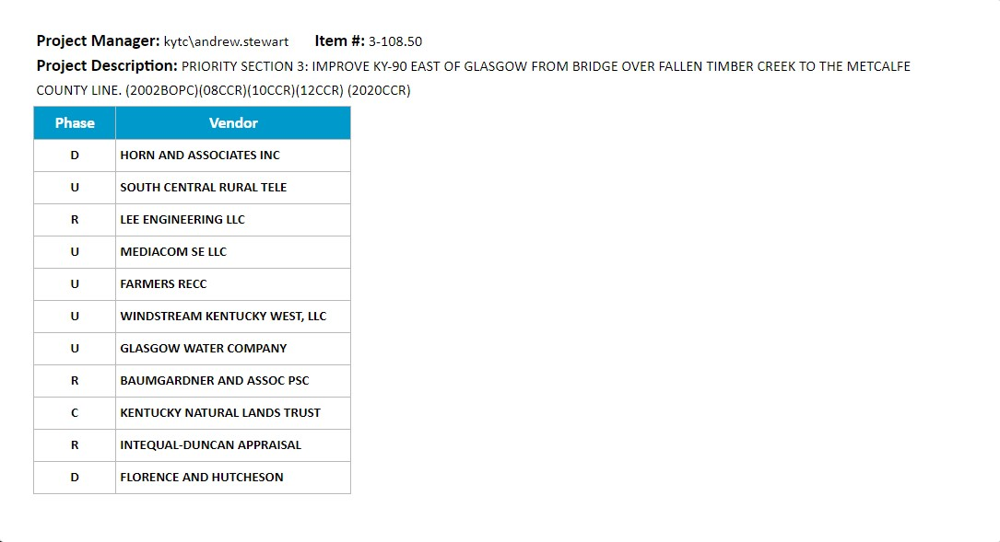 Project Manager: kytc\andrew.stewart Item #: 3-108.50
Project Description: PRIORITY SECTION 3: IMPROVE KY-90 EAST OF GLASGOW FROM BRIDGE OVER FALLEN TIMBER CREEK TO THE METCALFE
COUNTY LINE. (2002BOPC)(08CCR)(10CCR)(12CCR) (2020CCR)
Phase Vendor
D HORN AND ASSOCIATES INC
U SOUTH CENTRAL RURAL TELE
R LEE ENGINEERING LLC
U MEDIACOM SE LLC
U FARMERS RECC
U WINDSTREAM KENTUCKY WEST, LLC
U GLASGOW WATER COMPANY
R BAUMGARDNER AND ASSOC PSC
C KENTUCKY NATURAL LANDS TRUST
R INTEQUAL-DUNCAN APPRAISAL
D FLORENCE AND HUTCHESON